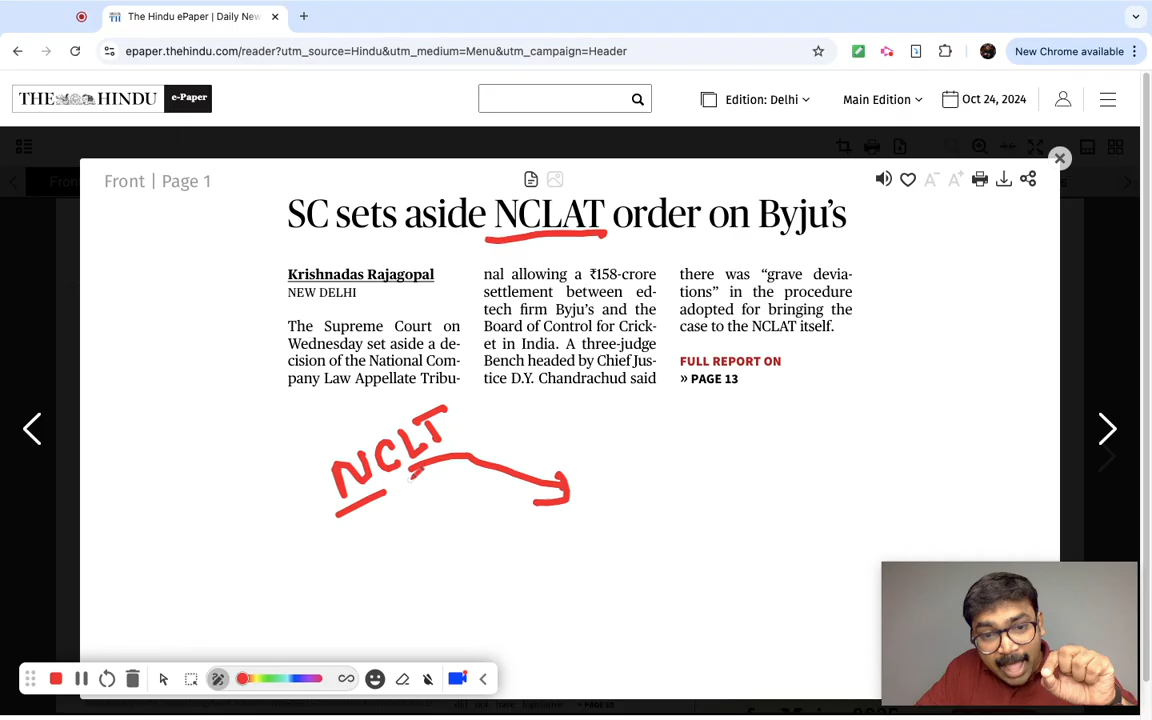 The Hindu ePaper | Daily New
epaper.thehindu.com/reader?utm_source=Hindu&utm_medium=Menu&utm_campaign=Header
New Chrome available
THE HINDU
e-Paper
Edition: Delhi
Main Edition
Oct 24, 2024
Front | Page 1
A-
A+
SC sets aside NCLAT order on Byju's
Krishnadas Rajagopal
NEW DELHI
The Supreme Court on
Wednesday set aside a de-
cision of the National Com-
pany Law Appellate Tribu-
nal allowing a ₹158-crore
settlement between ed-
tech firm Byju's and the
Board of Control for Crick-
et in India. A three-judge
Bench headed by Chief Jus-
tice D.Y. Chandrachud said
there was “grave devia-
tions” in the procedure
adopted for bringing the
case to the NCLAT itself.
FULL REPORT ON
» PAGE 13
NCLT